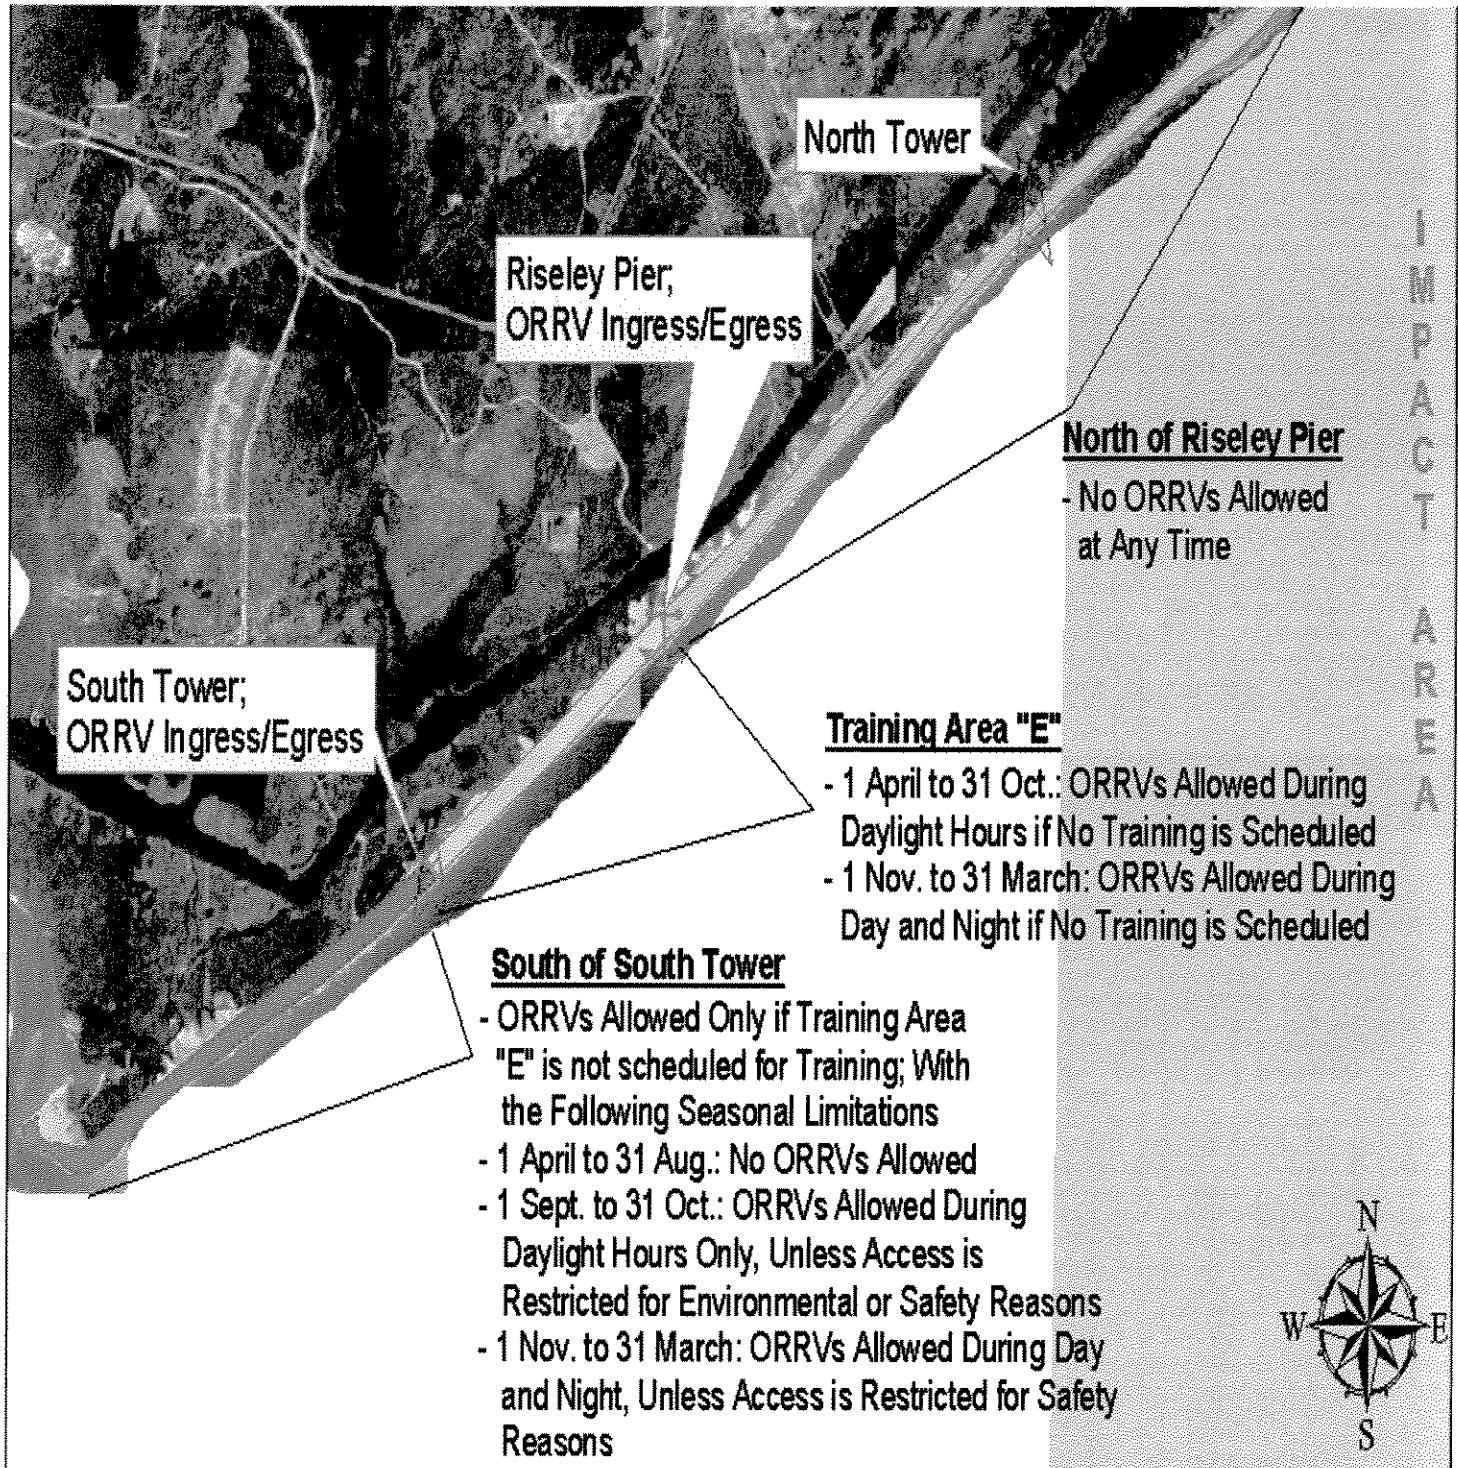 North Tower
Riseley Pier;
ORRV Ingress/Egress
IMPACT AREA
North of Riseley Pier
- No ORRVs Allowed
at Any Time
South Tower;
ORRV Ingress/Egress
Training Area "E"
- 1 April to 31 Oct.: ORRVs Allowed During
Daylight Hours if No Training is Scheduled
- 1 Nov. to 31 March: ORRVs Allowed During
Day and Night if No Training is Scheduled
South of South Tower
- ORRVs Allowed Only if Training Area
"E" is not scheduled for Training; With
the Following Seasonal Limitations
- 1 April to 31 Aug.: No ORRVs Allowed
- 1 Sept. to 31 Oct.: ORRVs Allowed During
Daylight Hours Only, Unless Access is
Restricted for Environmental or Safety Reasons
- 1 Nov. to 31 March: ORRVs Allowed During Day
and Night, Unless Access is Restricted for Safety
Reasons
N
W E
S